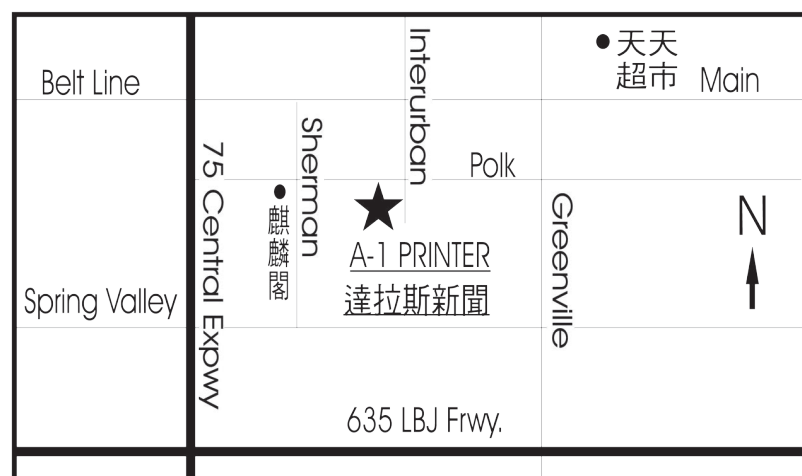 天天
超市
Belt Line
Main
Interurban
Sherman
75 Central Expwy
Polk
麒麟閣
Greenville
N
A-1 PRINTER
達拉斯新聞
Spring Valley
635 LBJ Frwy.